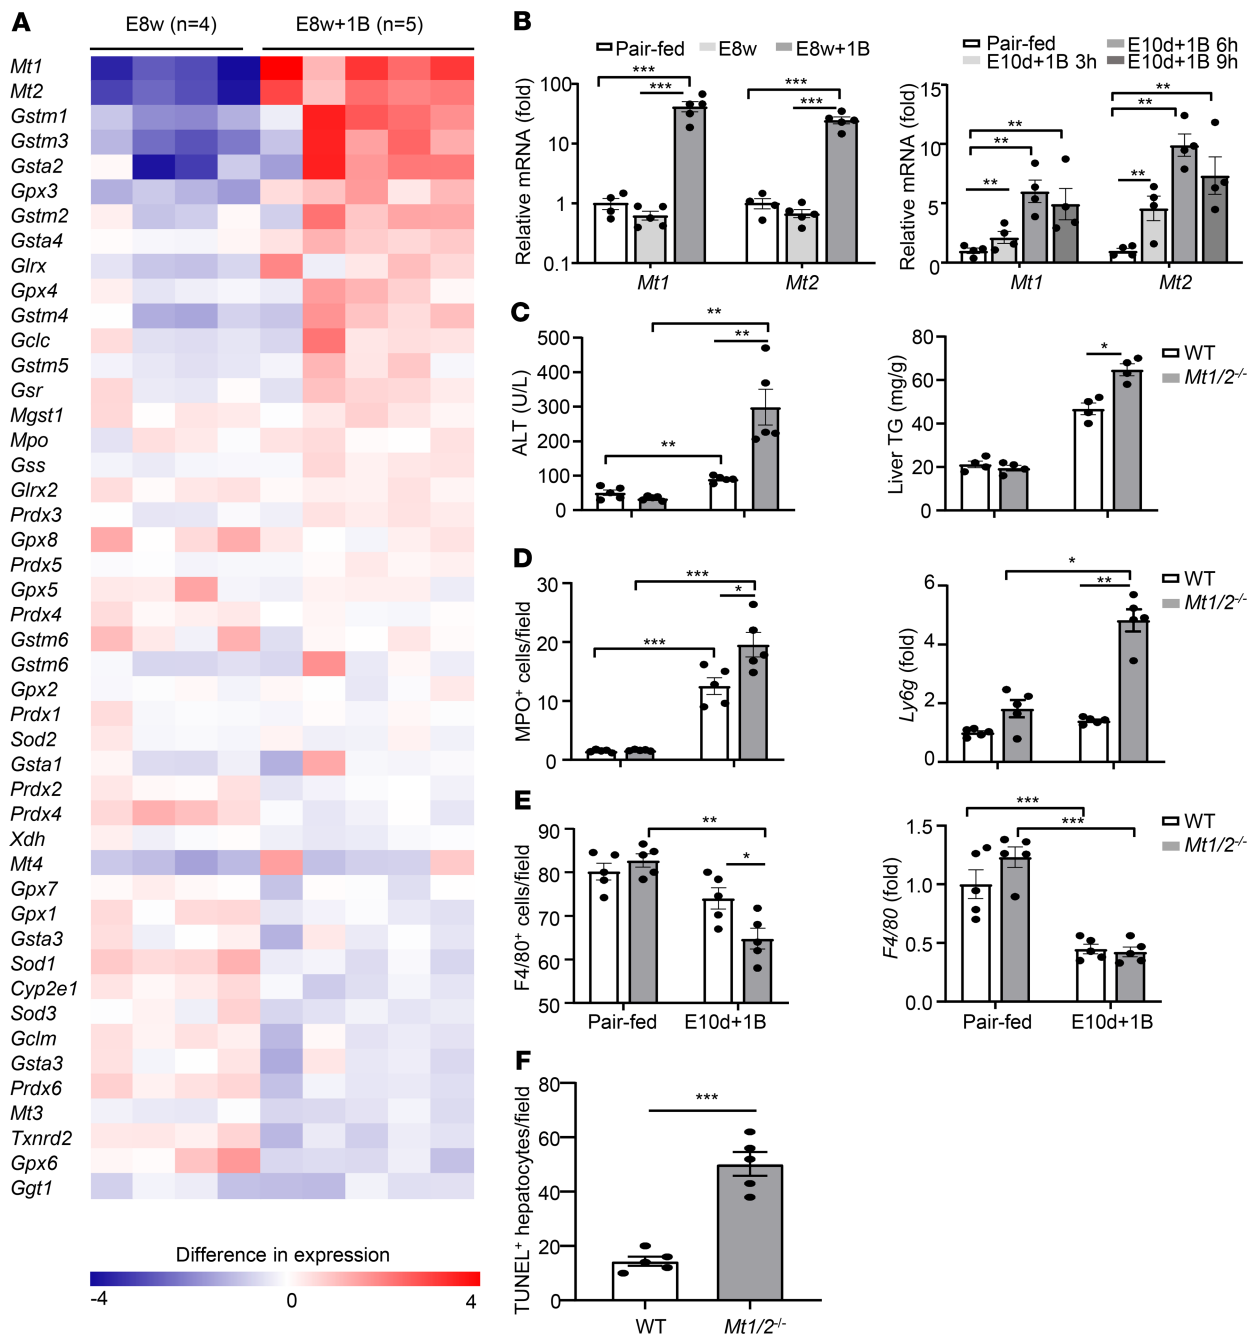 A
E8w (n=4)
E8w+1B (n=5)
Mt1
Mt2
Gstm1
Gstm3
Gsta2
Gpx3
Gstm2
Gsta4
Glrx
Gpx4
Gstm4
Gclc
Gstm5
Gsr
Mgst1
Mpo
Gss
Glrx2
Prdx3
Gpx8
Prdx5
Gpx5
Prdx4
Gstm6
Gstm6
Gpx2
Prdx1
Sod2
Gsta1
Prdx2
Prdx4
Xdh
Mt4
Gpx7
Gpx1
Gsta3
Sod1
Cyp2e1
Sod3
Gclm
Gsta3
Prdx6
Mt3
Txnrd2
Gpx6
Ggt1
Difference in expression
-4
0
4
B
Pair-fed
E8w
E8w+1B
Relative mRNA (fold)
100
10
1
0.1
***
***
***
***
Mt1
Mt2
Pair-fed
E10d+1B 3h
E10d+1B 6h
E10d+1B 9h
Relative mRNA (fold)
15
10
5
0
**
**
**
**
**
**
Mt1
Mt2
C
ALT (U/L)
500
400
300
200
100
0
**
**
**
Liver TG (mg/g)
80
60
40
20
0
*
WT
Mt1/2-/-
D
MPO+ cells/field
30
20
10
0
***
***
*
Ly6g (fold)
6
4
2
0
*
**
WT
Mt1/2-/-
E
F4/80+ cells/field
90
80
70
60
50
**
*
Pair-fed
E10d+1B
F4/80 (fold)
1.5
1.0
0.5
0.0
***
***
WT
Mt1/2-/-
Pair-fed
E10d+1B
F
TUNEL+ hepatocytes/field
80
60
40
20
0
***
WT
Mt1/2-/-